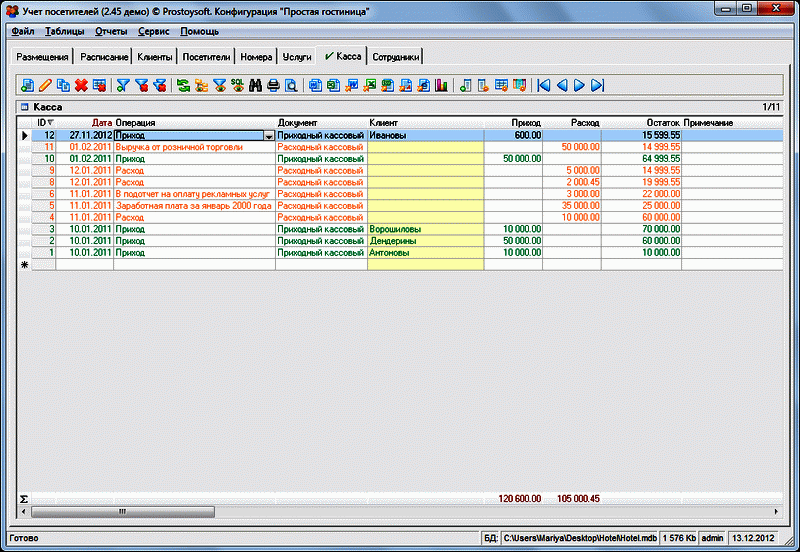 Учет посетителей (2.45 демо) © Prostoysoft. Конфигурация "Простая гостиница"
Файл Таблицы Отчеты Сервис Помощь
Размещения Расписание Клиенты Посетители Номера Услуги Касса Сотрудники
SQL
Касса 1/11
ID Дата Операция Документ Клиент Приход Расход Остаток Примечание
12 27.11.2012 Приход Приходный кассовый Ивановы 600.00 15 599.55
11 01.02.2011 Выручка от розничной торговли Расходный кассовый 50 000.00 14 999.55
10 01.02.2011 Приход Приходный кассовый 50 000.00 64 999.55
9 12.01.2011 Расход Расходный кассовый 5 000.00 14 999.55
8 12.01.2011 Расход Расходный кассовый 2 000.45 19 999.55
6 11.01.2011 В подотчет на оплату рекламных услуг Расходный кассовый 3 000.00 22 000.00
5 11.01.2011 Заработная плата за январь 2000 года Расходный кассовый 35 000.00 25 000.00
4 11.01.2011 Расход Расходный кассовый 10 000.00 60 000.00
3 10.01.2011 Приход Приходный кассовый Ворошиловы 10 000.00 70 000.00
2 10.01.2011 Приход Приходный кассовый Дендерины 50 000.00 60 000.00
1 10.01.2011 Приход Приходный кассовый Антоновы 10 000.00 10 000.00
Σ 120 600.00 105 000.45
Готово БД: C:\Users\Mariya\Desktop\Hotel\Hotel.mdb 1 576 Kb admin 13.12.2012